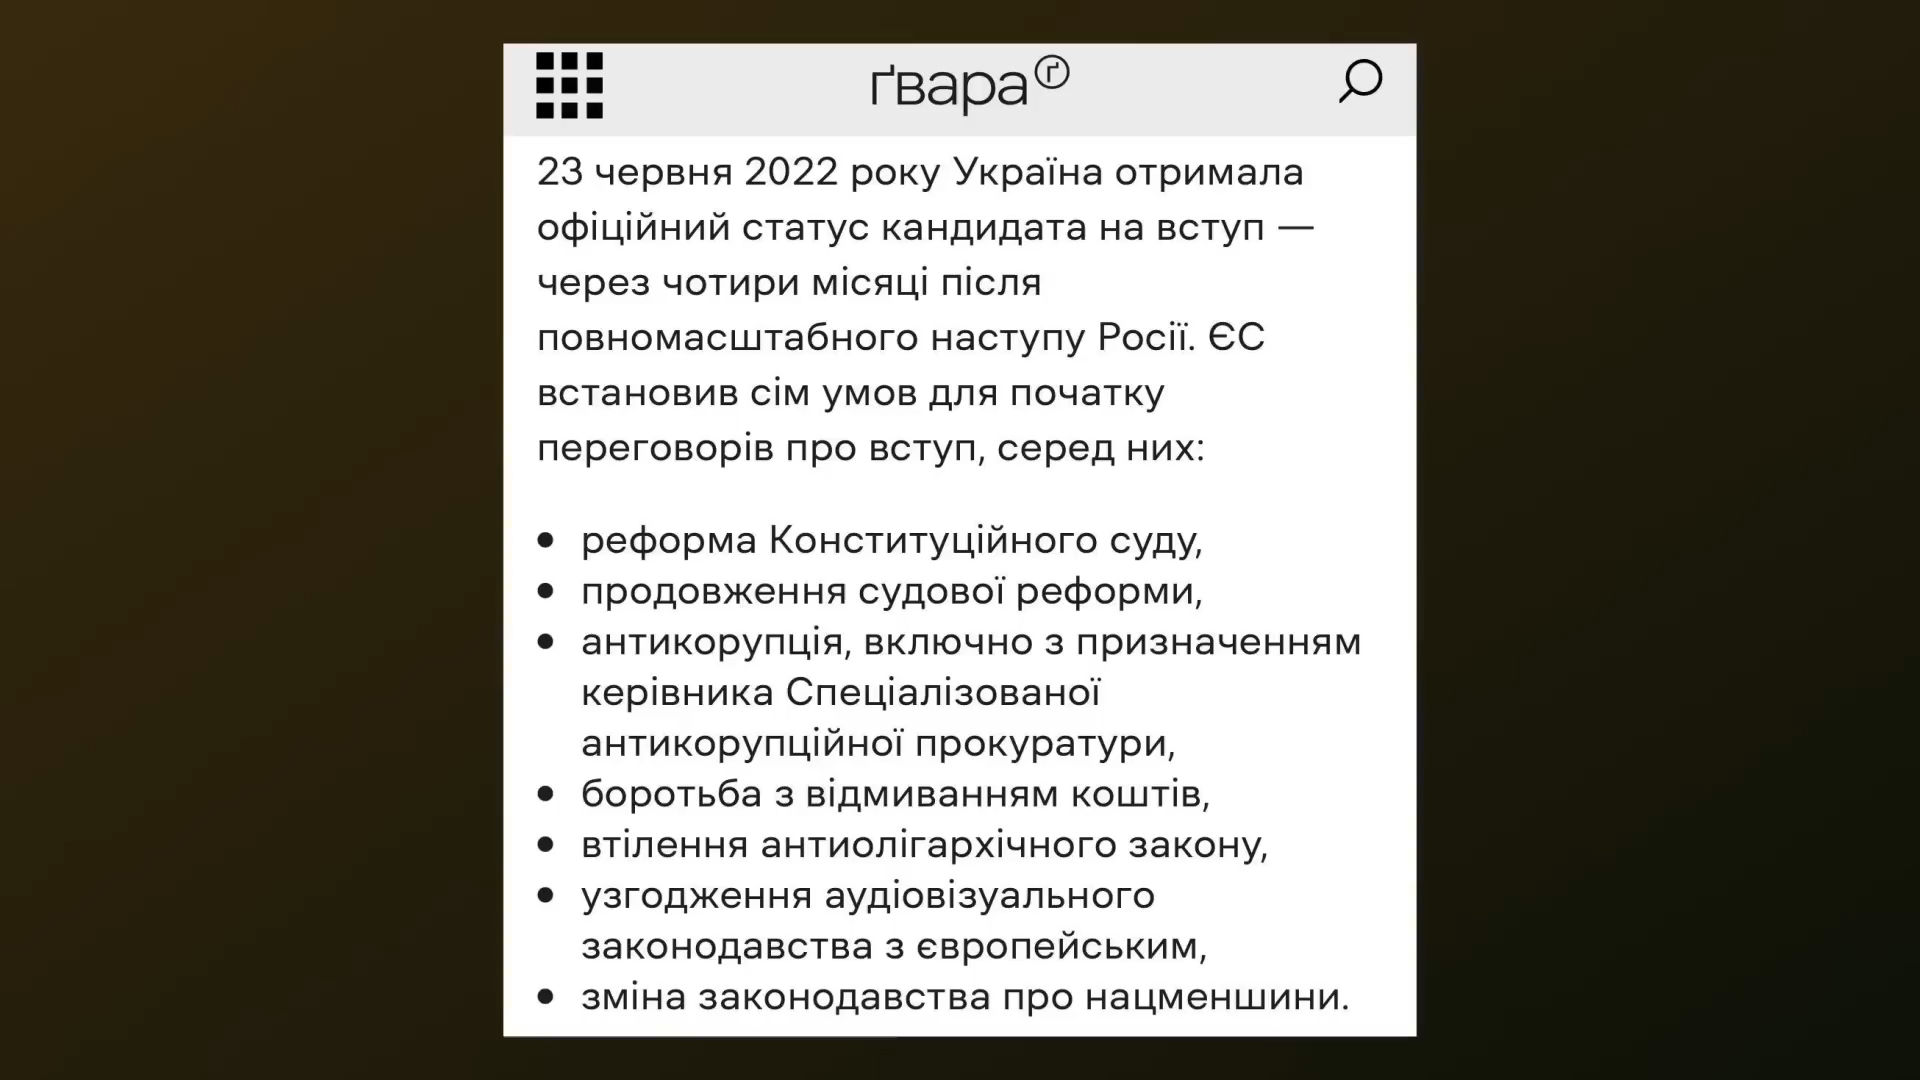 ґвара ґ
23 червня 2022 року Україна отримала
офіційний статус кандидата на вступ —
через чотири місяці після
повномасштабного наступу Росії. ЄС
встановив сім умов для початку
переговорів про вступ, серед них:
• реформа Конституційного суду,
• продовження судової реформи,
• антикорупція, включно з призначенням
керівника Спеціалізованої
антикорупційної прокуратури,
• боротьба з відмиванням коштів,
• втілення антиолігархічного закону,
• узгодження аудіовізуального
законодавства з європейським,
• зміна законодавства про нацменшини.